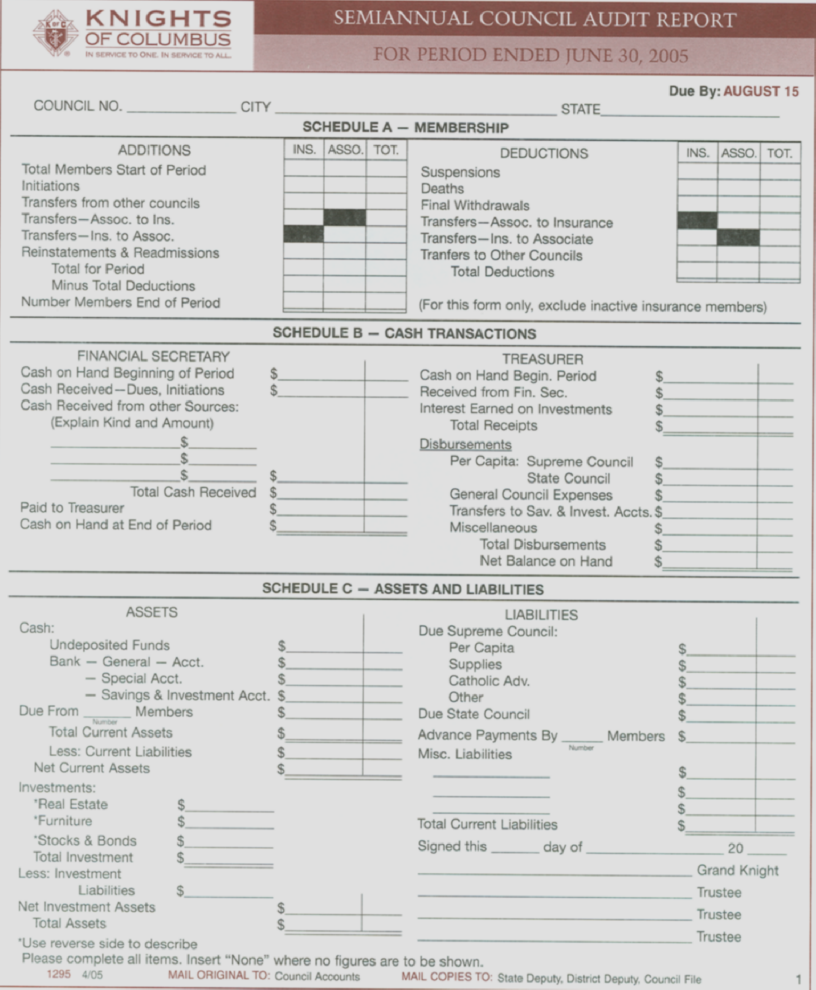 KNIGHTS
OF COLUMBUS
IN SERVICE TO ONE. IN SERVICE TO ALL.
K of C
®
SEMIANNUAL COUNCIL AUDIT REPORT
FOR PERIOD ENDED JUNE 30, 2005
Due By: AUGUST 15
COUNCIL NO. CITY STATE
SCHEDULE A — MEMBERSHIP
ADDITIONS INS. ASSO. TOT.
Total Members Start of Period
Initiations
Transfers from other councils
Transfers—Assoc. to Ins.
Transfers—Ins. to Assoc.
Reinstatements & Readmissions
Total for Period
Minus Total Deductions
Number Members End of Period
DEDUCTIONS INS. ASSO. TOT.
Suspensions
Deaths
Final Withdrawals
Transfers—Assoc. to Insurance
Transfers—Ins. to Associate
Tranfers to Other Councils
Total Deductions
(For this form only, exclude inactive insurance members)
SCHEDULE B — CASH TRANSACTIONS
FINANCIAL SECRETARY
Cash on Hand Beginning of Period $
Cash Received—Dues, Initiations $
Cash Received from other Sources:
(Explain Kind and Amount)
$
$
$ $
Total Cash Received $
Paid to Treasurer $
Cash on Hand at End of Period $
TREASURER
Cash on Hand Begin. Period $
Received from Fin. Sec. $
Interest Earned on Investments $
Total Receipts $
Disbursements
Per Capita: Supreme Council $
State Council $
General Council Expenses $
Transfers to Sav. & Invest. Accts. $
Miscellaneous $
Total Disbursements $
Net Balance on Hand $
SCHEDULE C — ASSETS AND LIABILITIES
ASSETS
Cash:
Undeposited Funds $
Bank — General — Acct. $
— Special Acct. $
— Savings & Investment Acct. $
Due From Members $
Number
Total Current Assets $
Less: Current Liabilities $
Net Current Assets $
Investments:
*Real Estate $
*Furniture $
*Stocks & Bonds $
Total Investment $
Less: Investment
Liabilities $
Net Investment Assets $
Total Assets $
*Use reverse side to describe
LIABILITIES
Due Supreme Council:
Per Capita $
Supplies $
Catholic Adv. $
Other $
Due State Council $
Advance Payments By Members $
Number
Misc. Liabilities
$
$
$
Total Current Liabilities $
Signed this day of 20
Grand Knight
Trustee
Trustee
Trustee
Please complete all items. Insert “None” where no figures are to be shown.
1295 4/05 MAIL ORIGINAL TO: Council Accounts MAIL COPIES TO: State Deputy, District Deputy, Council File 1